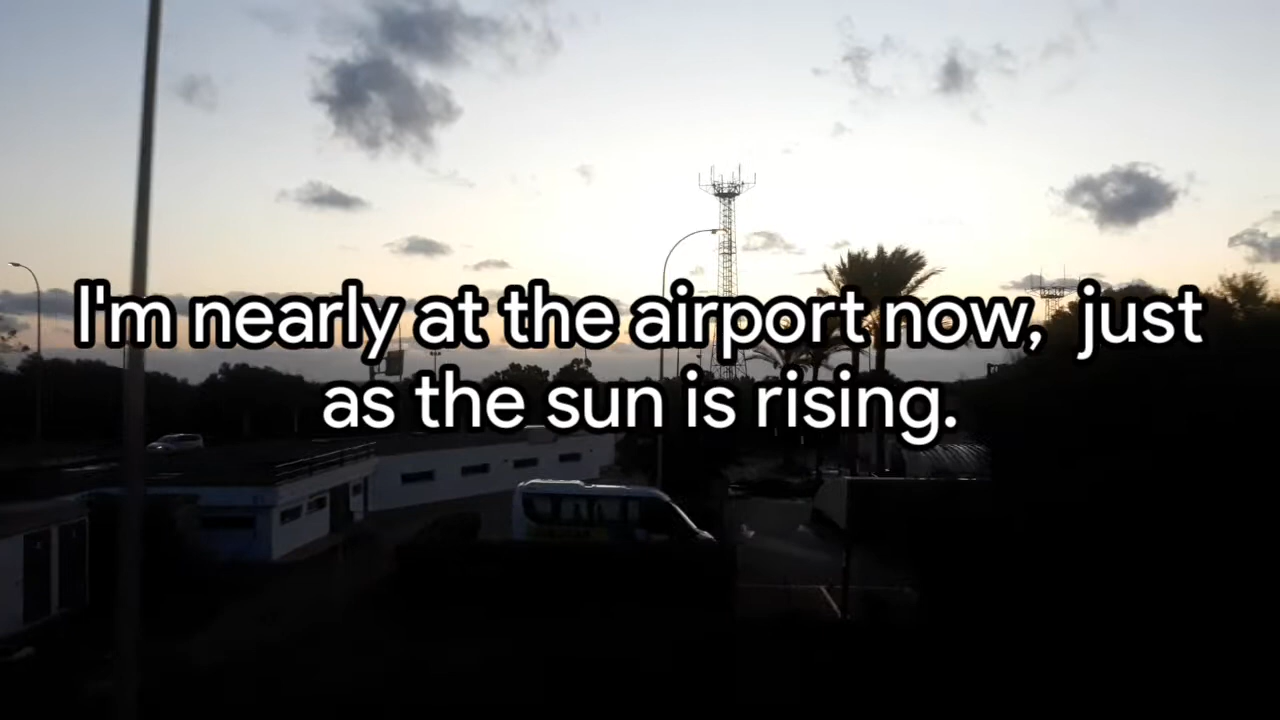 I'm nearly at the airport now,  just
as the sun is rising.